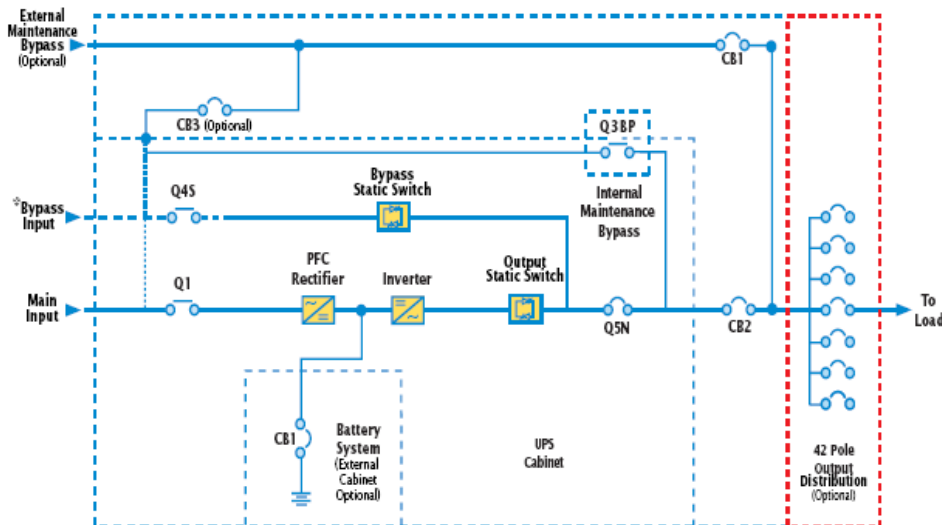 External
Maintenance
Bypass
(Optional)
CB1
CB3 (Optional)
Q3BP
Internal
Maintenance
Bypass
Bypass
Static Switch
Q4S
*Bypass
Input
PFC
Rectifier
Inverter
Output
Static Switch
Q1
Main
Input
Q5N
CB2
To
Load
CB1
Battery
System
(External
Cabinet
Optional)
UPS
Cabinet
42 Pole
Output
Distribution
(Optional)